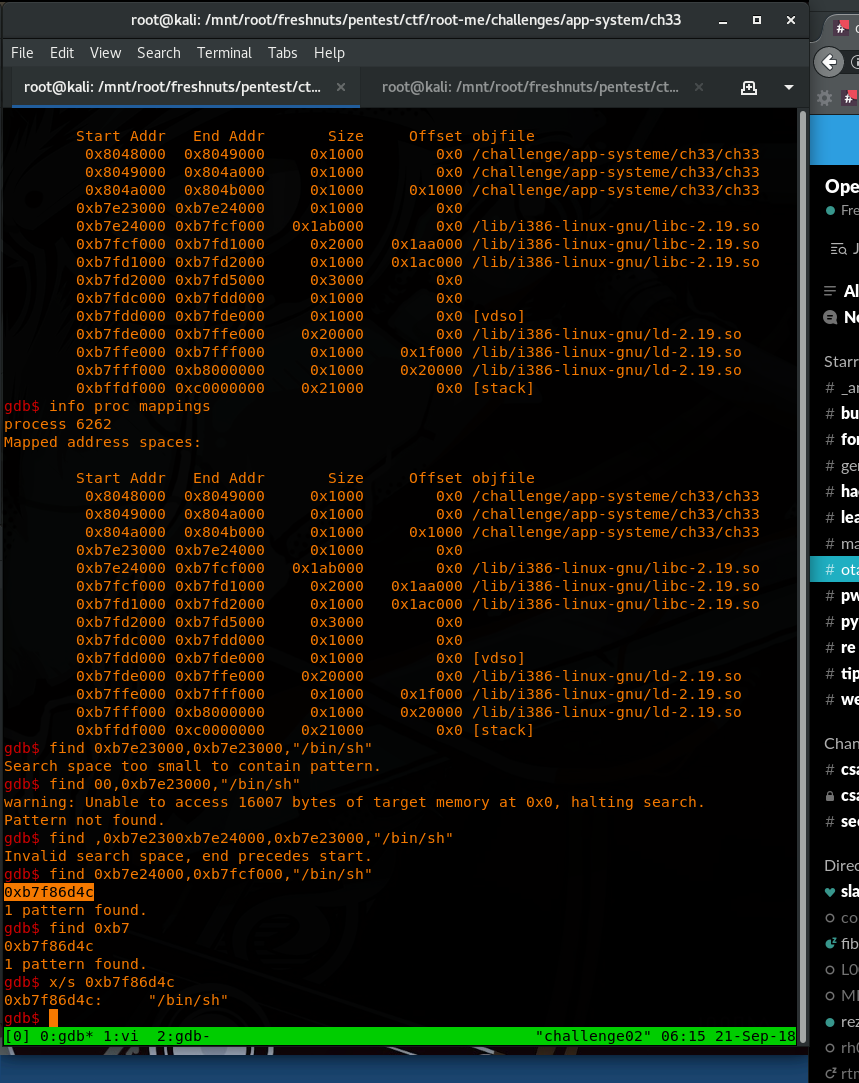 root@kali: /mnt/root/freshnuts/pentest/ctf/root-me/challenges/app-system/ch33
File Edit View Search Terminal Tabs Help
root@kali: /mnt/root/freshnuts/pentest/ct... × root@kali: /mnt/root/freshnuts/pentest/ct... ×
Start Addr End Addr Size Offset objfile
0x8048000 0x8049000 0x1000 0x0 /challenge/app-systeme/ch33/ch33
0x8049000 0x804a000 0x1000 0x0 /challenge/app-systeme/ch33/ch33
0x804a000 0x804b000 0x1000 0x1000 /challenge/app-systeme/ch33/ch33
0xb7e23000 0xb7e24000 0x1000 0x0
0xb7e24000 0xb7fcf000 0x1ab000 0x0 /lib/i386-linux-gnu/libc-2.19.so
0xb7fcf000 0xb7fd1000 0x2000 0x1aa000 /lib/i386-linux-gnu/libc-2.19.so
0xb7fd1000 0xb7fd2000 0x1000 0x1ac000 /lib/i386-linux-gnu/libc-2.19.so
0xb7fd2000 0xb7fd5000 0x3000 0x0
0xb7fdc000 0xb7fdd000 0x1000 0x0
0xb7fdd000 0xb7fde000 0x1000 0x0 [vdso]
0xb7fde000 0xb7ffe000 0x20000 0x0 /lib/i386-linux-gnu/ld-2.19.so
0xb7ffe000 0xb7fff000 0x1000 0x1f000 /lib/i386-linux-gnu/ld-2.19.so
0xb7fff000 0xb8000000 0x1000 0x20000 /lib/i386-linux-gnu/ld-2.19.so
0xbffdf000 0xc0000000 0x21000 0x0 [stack]
gdb$ info proc mappings
process 6262
Mapped address spaces:
Start Addr End Addr Size Offset objfile
0x8048000 0x8049000 0x1000 0x0 /challenge/app-systeme/ch33/ch33
0x8049000 0x804a000 0x1000 0x0 /challenge/app-systeme/ch33/ch33
0x804a000 0x804b000 0x1000 0x1000 /challenge/app-systeme/ch33/ch33
0xb7e23000 0xb7e24000 0x1000 0x0
0xb7e24000 0xb7fcf000 0x1ab000 0x0 /lib/i386-linux-gnu/libc-2.19.so
0xb7fcf000 0xb7fd1000 0x2000 0x1aa000 /lib/i386-linux-gnu/libc-2.19.so
0xb7fd1000 0xb7fd2000 0x1000 0x1ac000 /lib/i386-linux-gnu/libc-2.19.so
0xb7fd2000 0xb7fd5000 0x3000 0x0
0xb7fdc000 0xb7fdd000 0x1000 0x0
0xb7fdd000 0xb7fde000 0x1000 0x0 [vdso]
0xb7fde000 0xb7ffe000 0x20000 0x0 /lib/i386-linux-gnu/ld-2.19.so
0xb7ffe000 0xb7fff000 0x1000 0x1f000 /lib/i386-linux-gnu/ld-2.19.so
0xb7fff000 0xb8000000 0x1000 0x20000 /lib/i386-linux-gnu/ld-2.19.so
0xbffdf000 0xc0000000 0x21000 0x0 [stack]
gdb$ find 0xb7e23000,0xb7e23000,"/bin/sh"
Search space too small to contain pattern.
gdb$ find 00,0xb7e23000,"/bin/sh"
warning: Unable to access 16007 bytes of target memory at 0x0, halting search.
Pattern not found.
gdb$ find ,0xb7e2300xb7e24000,0xb7e23000,"/bin/sh"
Invalid search space, end precedes start.
gdb$ find 0xb7e24000,0xb7fcf000,"/bin/sh"
0xb7f86d4c
1 pattern found.
gdb$ find 0xb7
0xb7f86d4c
1 pattern found.
gdb$ x/s 0xb7f86d4c
0xb7f86d4c: "/bin/sh"
gdb$
[0] 0:gdb* 1:vi 2:gdb- "challenge02" 06:15 21-Sep-18
Ope
Fre
J
Al
Starr
# _a
# bu
# for
# ge
# ha
# lea
# ma
# ota
# pw
# py
# re
# tip
# we
Chan
# csa
csa
# sec
Direc
sla
co
fib
L0
rez
rh0
rtm